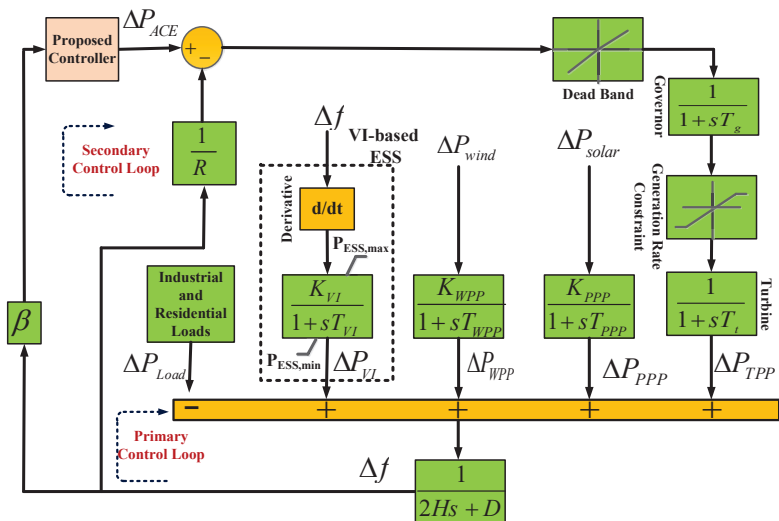 Proposed
Controller
ΔP_ACE
+
−
Dead Band
Governor
1
1+sT_g
Secondary
Control Loop
1
R
Δf
VI-based
ESS
Derivative
d/dt
ΔP_wind
ΔP_solar
Generation Rate
Constraint
P_ESS,max
Industrial and
Residential
Loads
K_VI
1+sT_VI
K_WPP
1+sT_WPP
K_PPP
1+sT_PPP
Turbine
1
1+sT_t
β
P_ESS,min
ΔP_Load
ΔP_VI
ΔP_WPP
ΔP_PPP
ΔP_TPP
−
+
+
+
+
Primary
Control Loop
Δf
1
2Hs+D